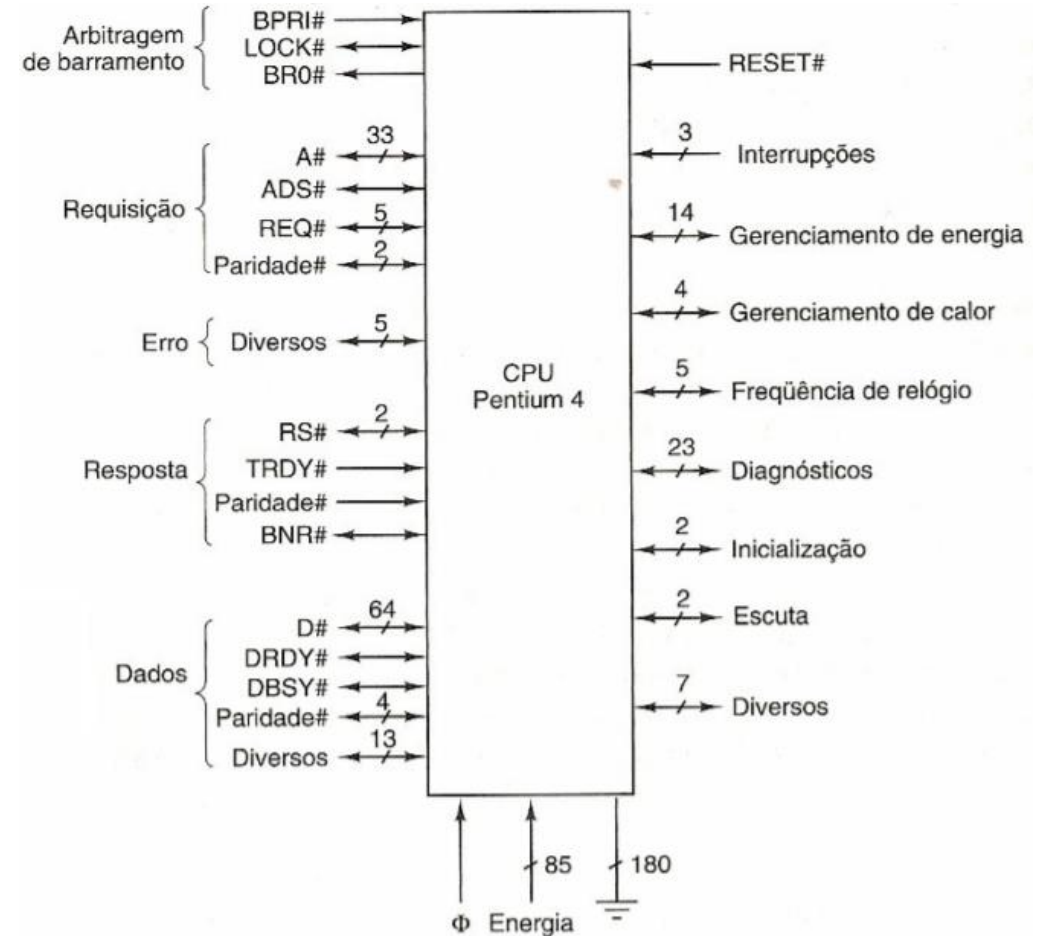 Arbitragem
de barramento
BPRI#
LOCK#
BR0#
Requisição
A#
33
ADS#
REQ#
5
Paridade#
2
Erro
Diversos
5
Resposta
RS#
2
TRDY#
Paridade#
BNR#
Dados
D#
64
DRDY#
DBSY#
Paridade#
4
Diversos
13
CPU
Pentium 4
RESET#
3
Interrupções
14
Gerenciamento de energia
4
Gerenciamento de calor
5
Freqüência de relógio
23
Diagnósticos
2
Inicialização
2
Escuta
7
Diversos
85
180
Φ
Energia